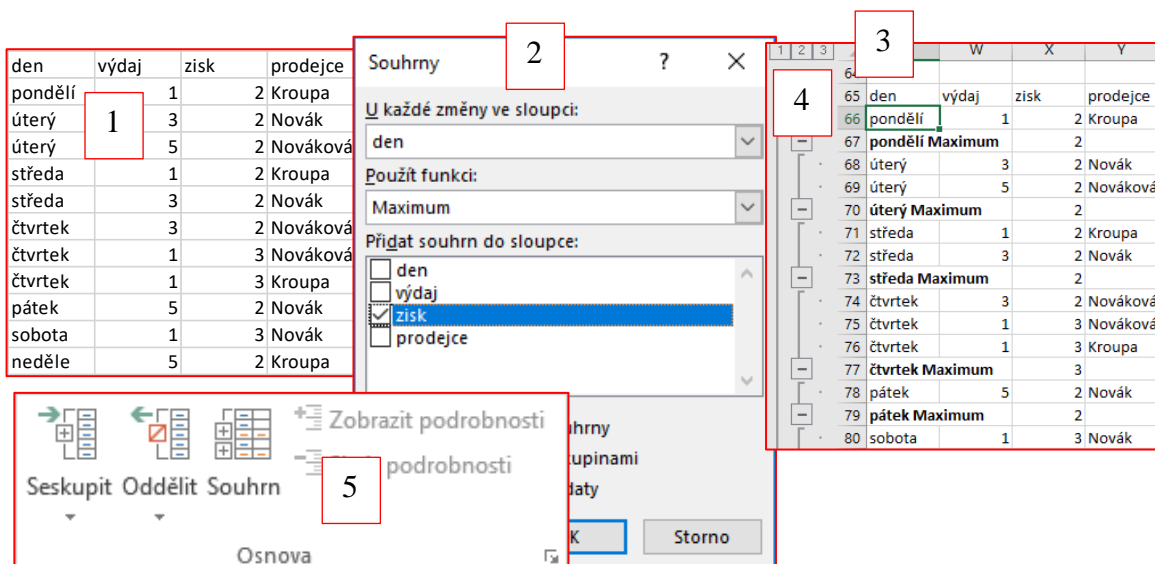 den výdaj zisk prodejce
pondělí 1 2 Kroupa
úterý 3 2 Novák
úterý 5 2 Nováková
středa 1 2 Kroupa
středa 3 2 Novák
čtvrtek 3 2 Nováková
čtvrtek 1 3 Nováková
čtvrtek 1 3 Kroupa
pátek 5 2 Novák
sobota 1 3 Novák
neděle 5 2 Kroupa
1
Souhrny ?
2
U každé změny ve sloupci:
den
Použít funkci:
Maximum
Přidat souhrn do sloupce:
den
výdaj
zisk
prodejce
hrny
upinami
daty
K Storno
3
1 2 3 W X Y
4
64
65 den výdaj zisk prodejce
66 pondělí 1 2 Kroupa
67 pondělí Maximum 2
68 úterý 3 2 Novák
69 úterý 5 2 Nováková
70 úterý Maximum 2
71 středa 1 2 Kroupa
72 středa 3 2 Novák
73 středa Maximum 2
74 čtvrtek 3 2 Nováková
75 čtvrtek 1 3 Nováková
76 čtvrtek 1 3 Kroupa
77 čtvrtek Maximum 3
78 pátek 5 2 Novák
79 pátek Maximum 2
80 sobota 1 3 Novák
Zobrazit podrobnosti
podrobnosti
Seskupit Oddělit Souhrn
5
Osnova